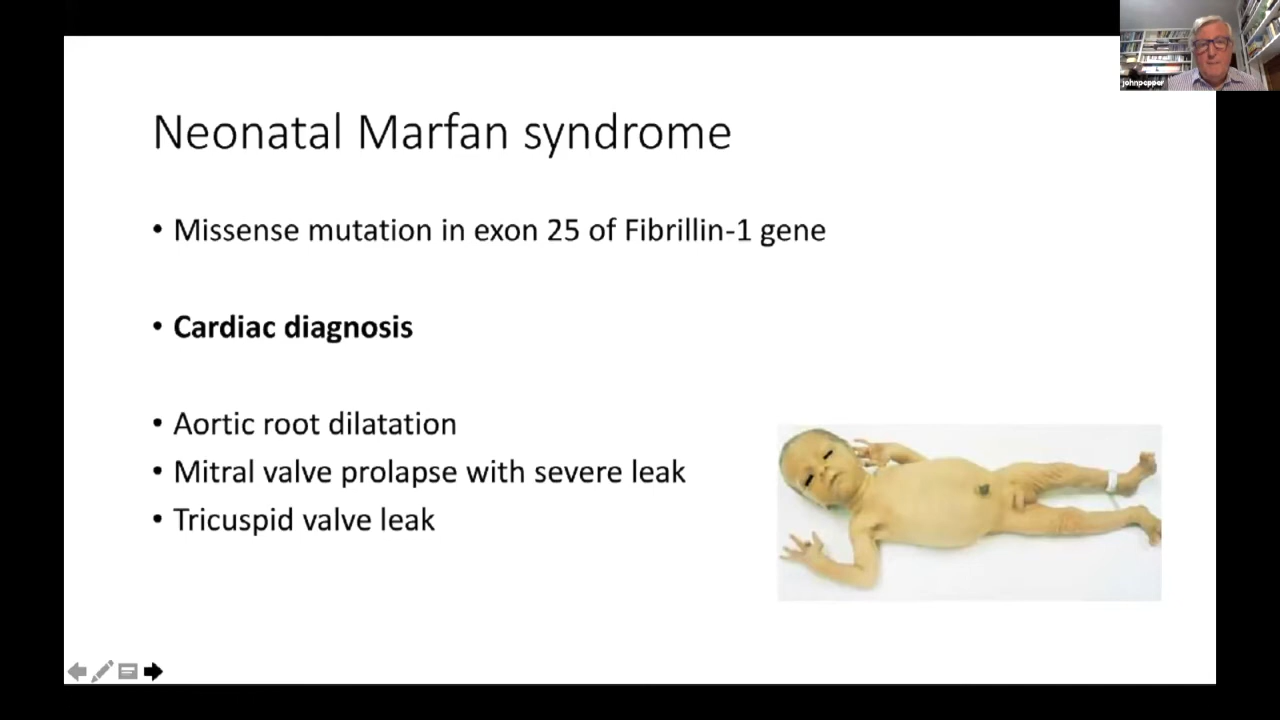 johnpepper
Neonatal Marfan syndrome
• Missense mutation in exon 25 of Fibrillin-1 gene
• Cardiac diagnosis
• Aortic root dilatation
• Mitral valve prolapse with severe leak
• Tricuspid valve leak